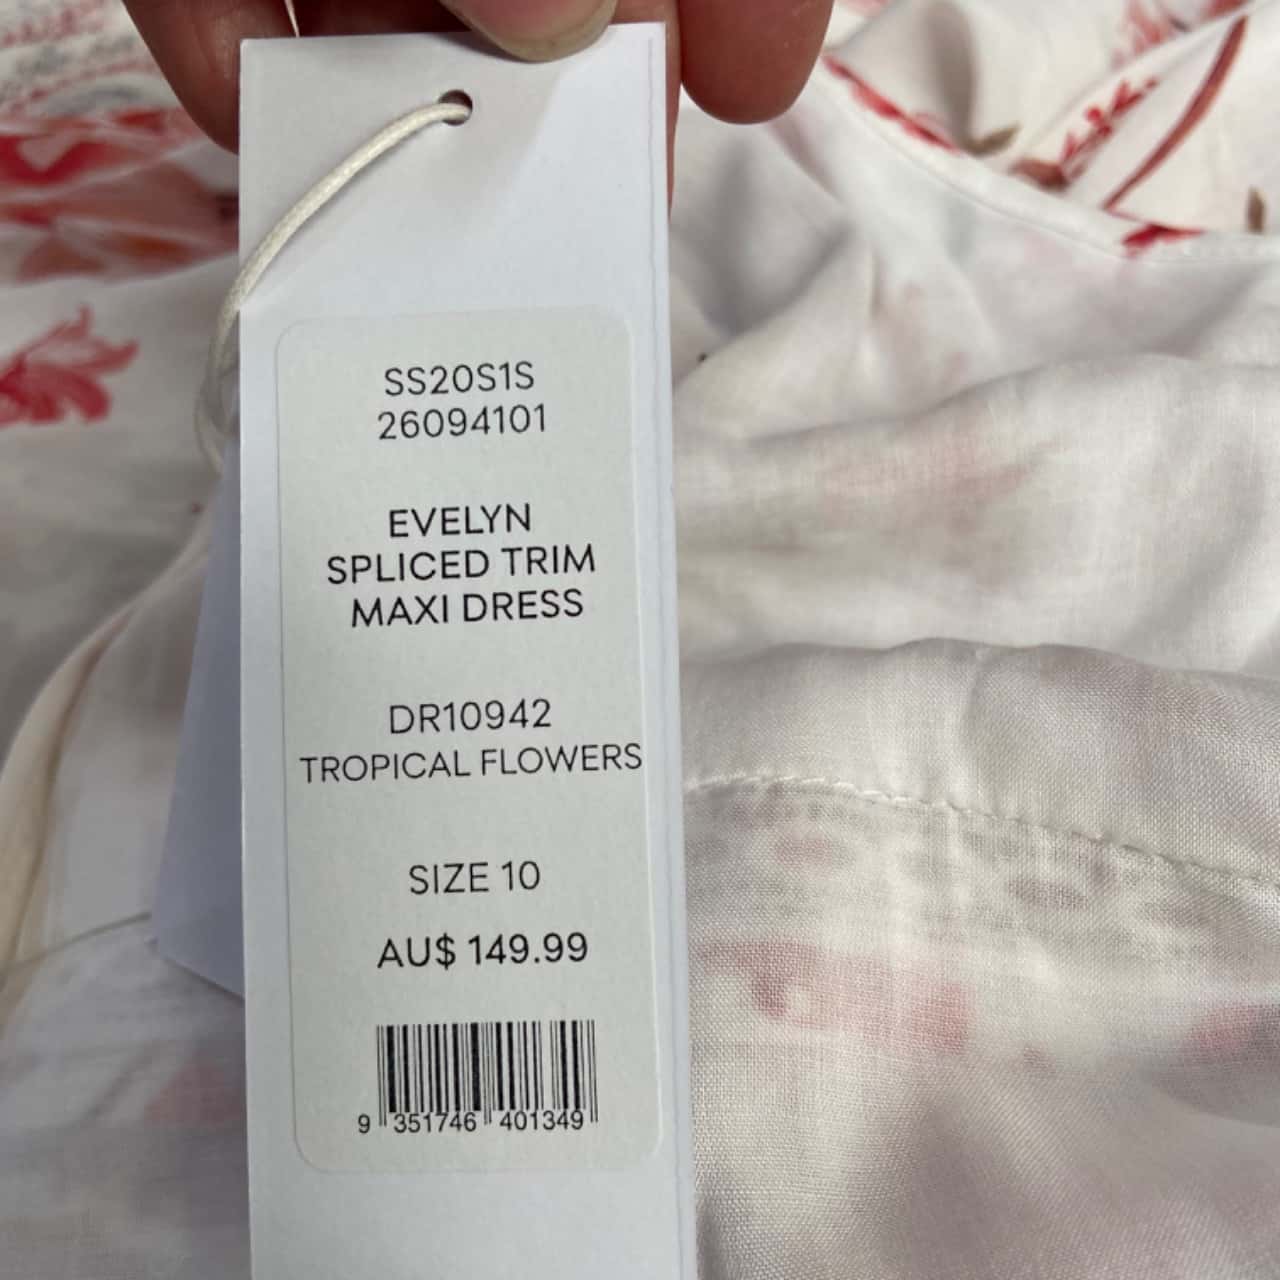 SS20S1S
26094101
EVELYN
SPLICED TRIM
MAXI DRESS
DR10942
TROPICAL FLOWERS
SIZE 10
AU$ 149.99
9 351746 401349